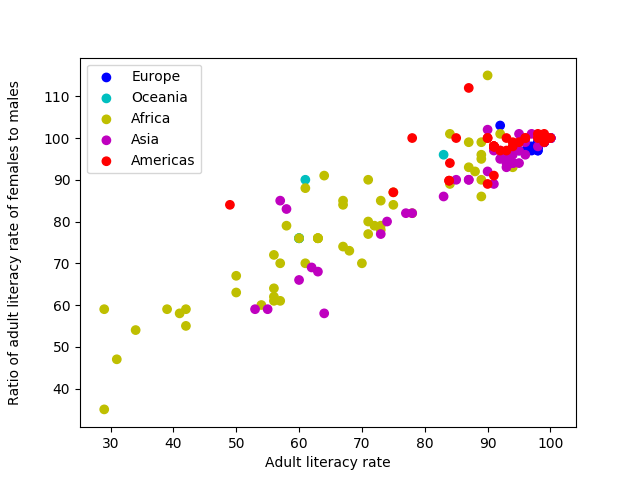 Europe
Oceania
Africa
Asia
Americas
Ratio of adult literacy rate of females to males
110
100
90
80
70
60
50
40
30 40 50 60 70 80 90 100
Adult literacy rate